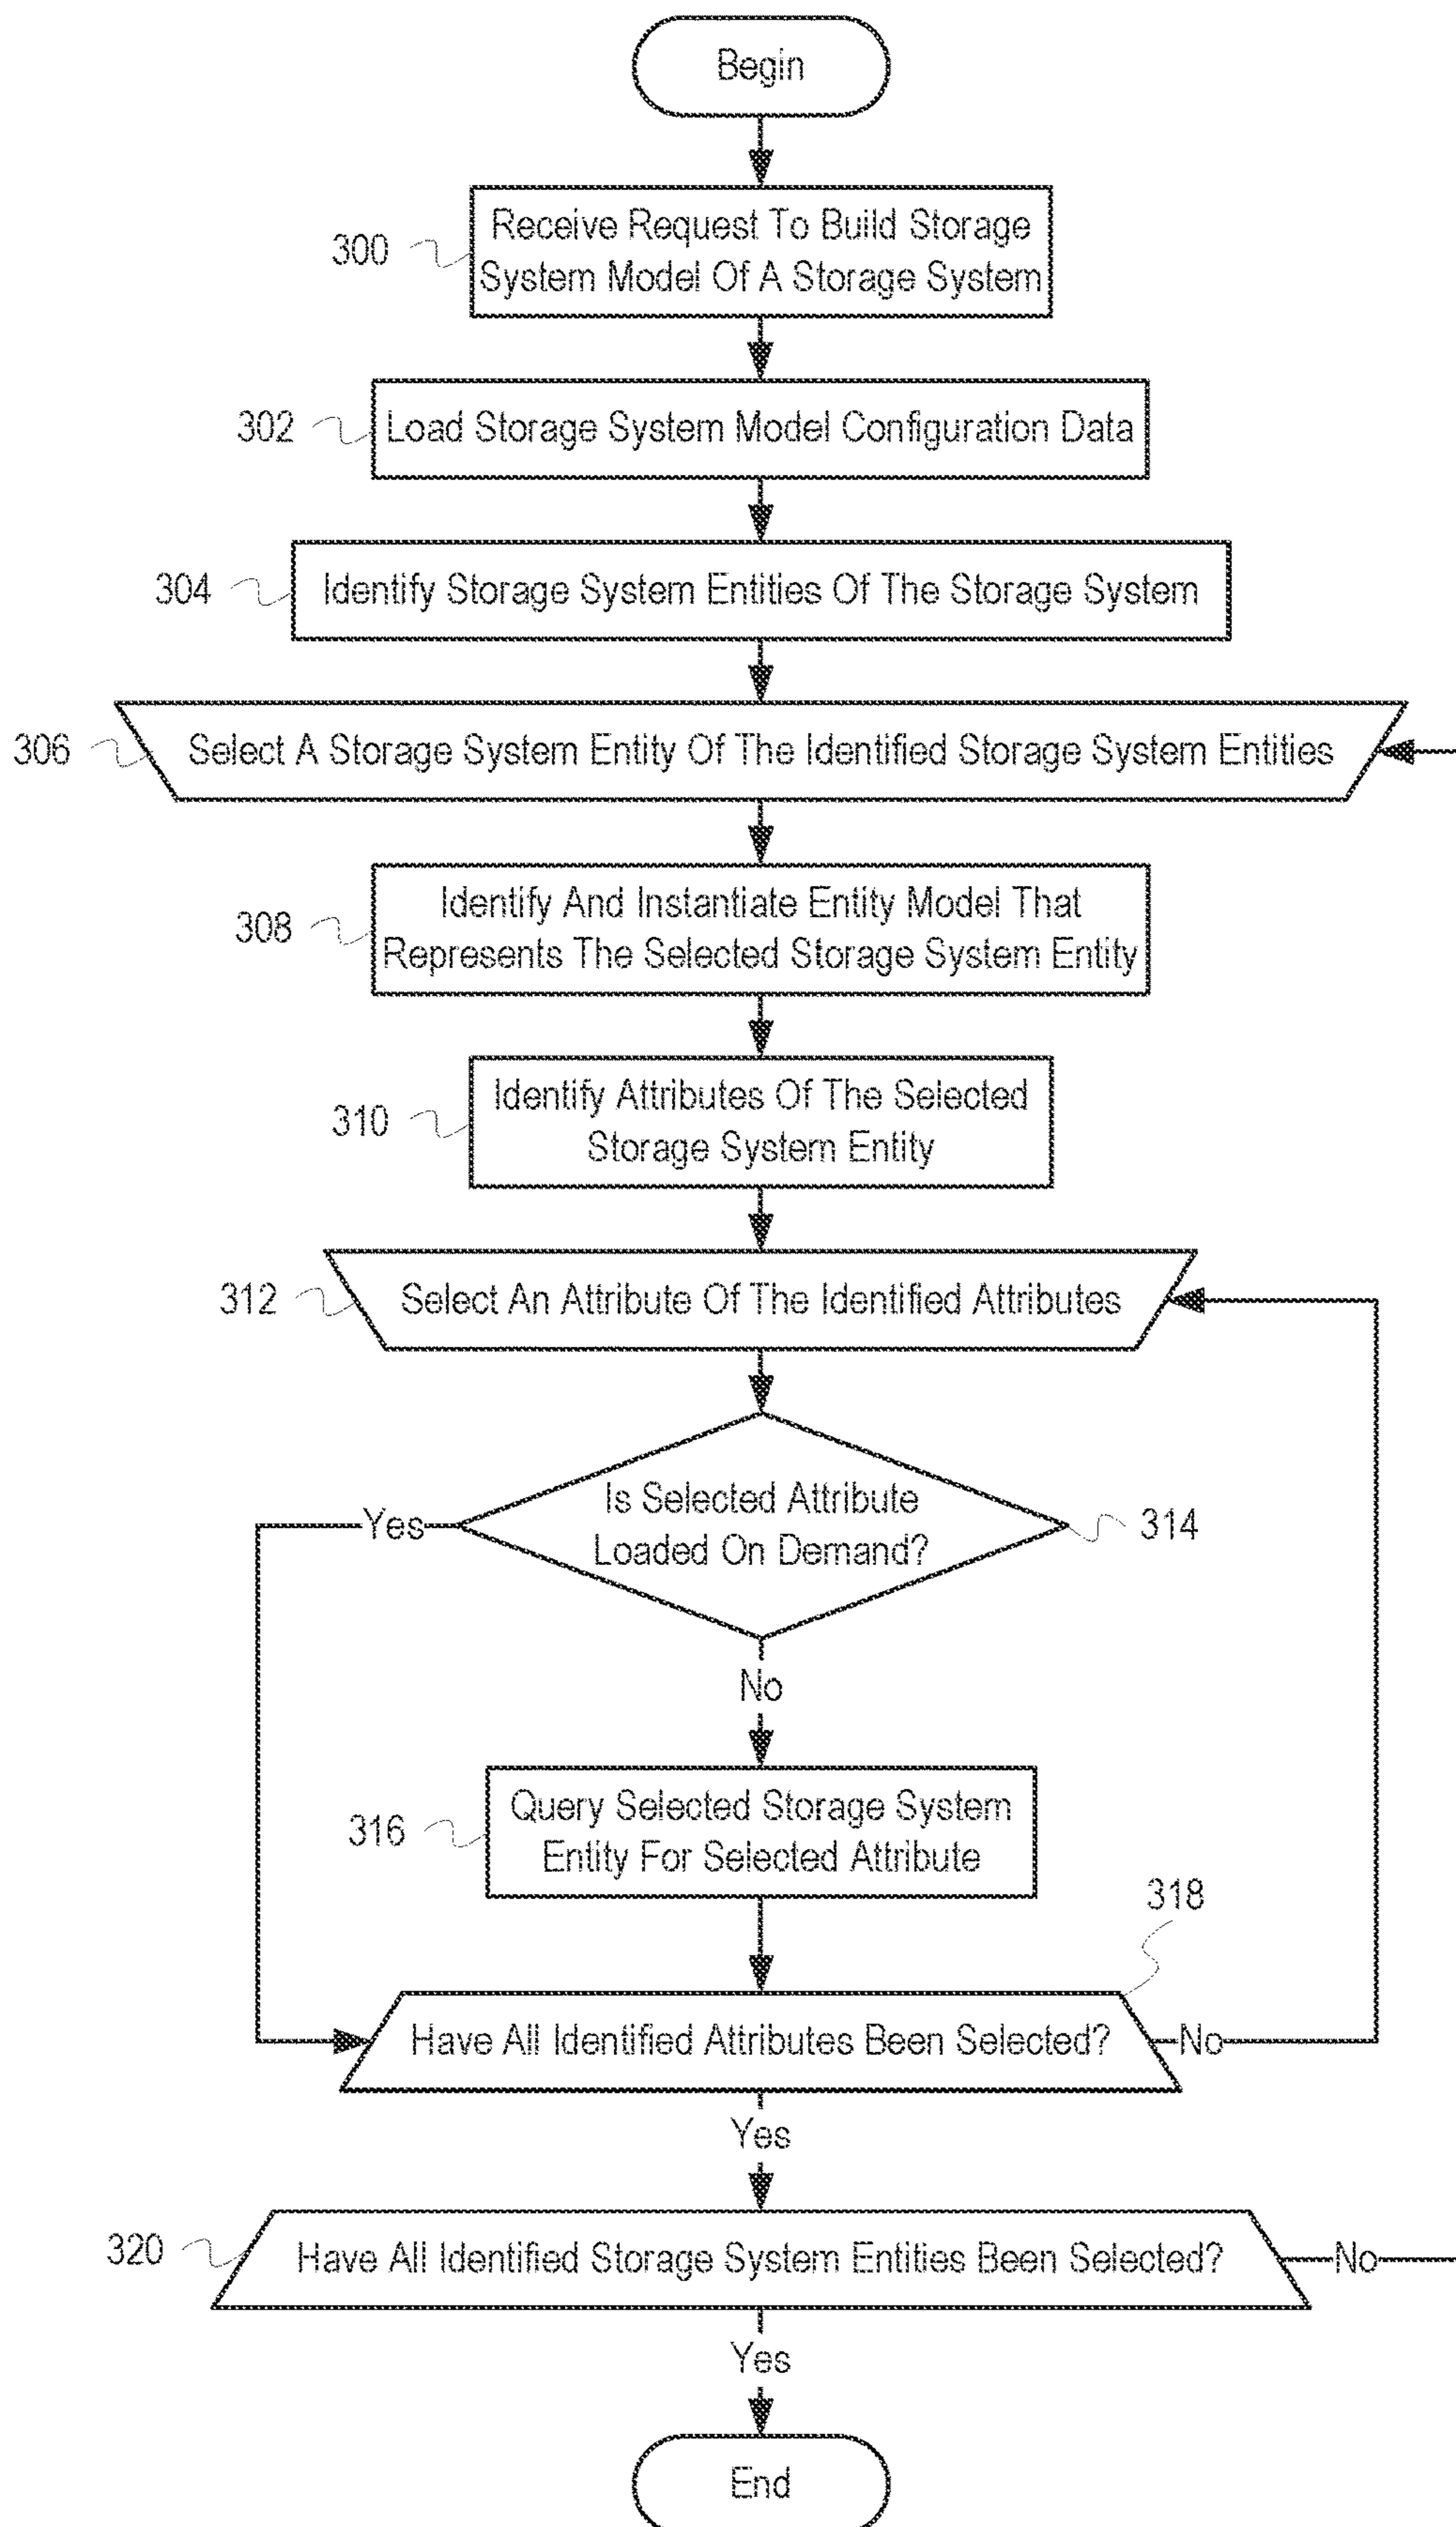 Begin
300
Receive Request To Build Storage
System Model Of A Storage System
302
Load Storage System Model Configuration Data
304
Identify Storage System Entities Of The Storage System
306
Select A Storage System Entity Of The Identified Storage System Entities
308
Identify And Instantiate Entity Model That
Represents The Selected Storage System Entity
310
Identify Attributes Of The Selected
Storage System Entity
312
Select An Attribute Of The Identified Attributes
Yes
Is Selected Attribute
Loaded On Demand?
314
No
316
Query Selected Storage System
Entity For Selected Attribute
318
Have All Identified Attributes Been Selected?
No
Yes
320
Have All Identified Storage System Entities Been Selected?
No
Yes
End